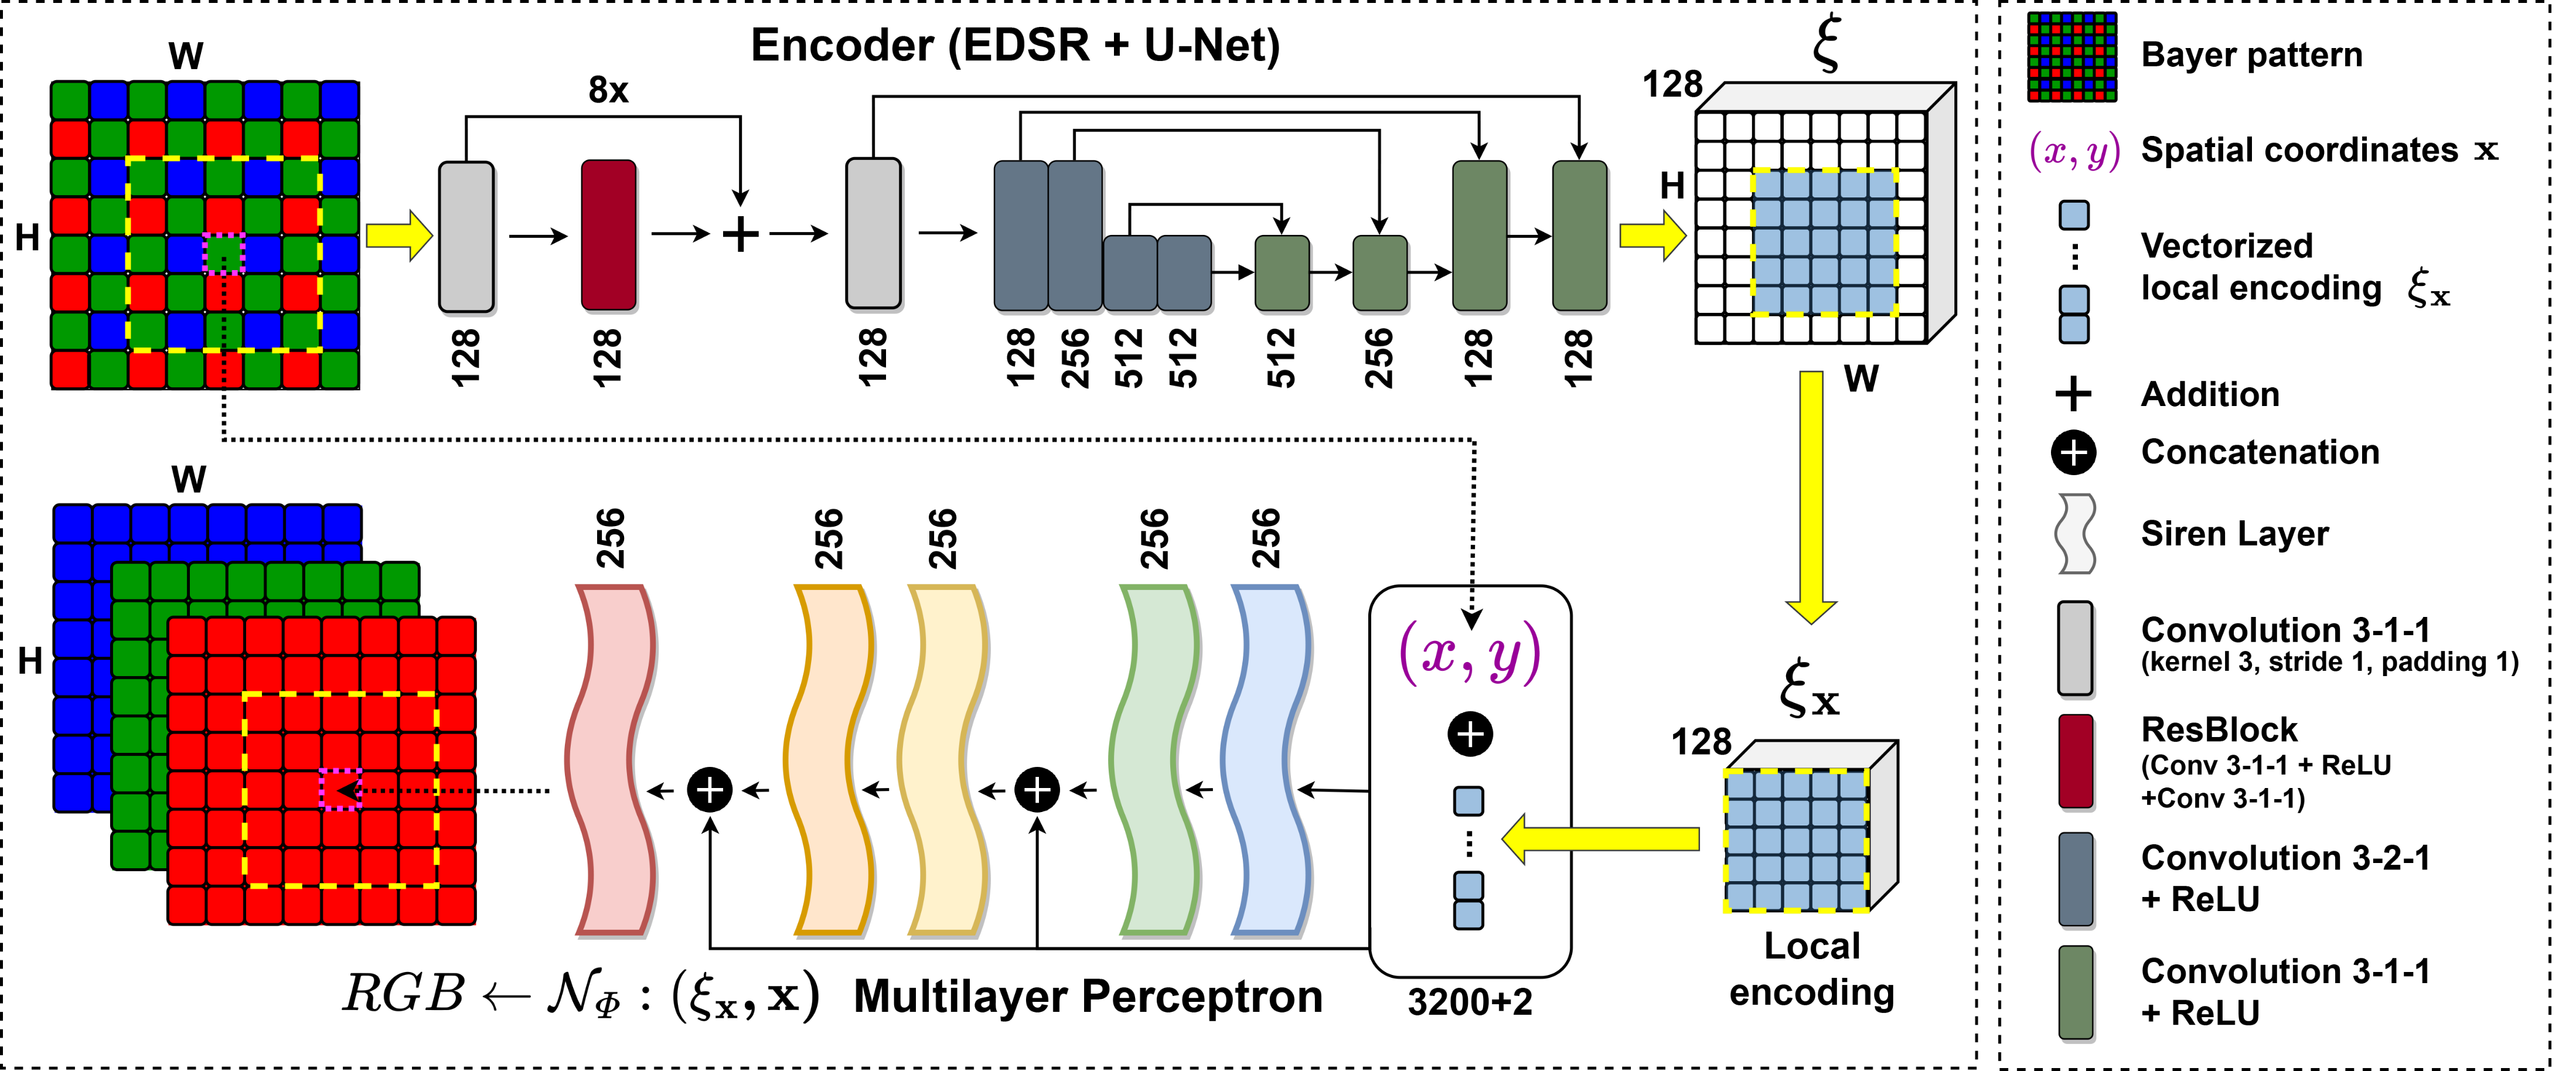 Encoder (EDSR + U-Net)
W
H
8x
128
128
128
128
256
512
512
512
256
128
128
ξ
128
H
W
W
H
256
256
256
256
256
(x, y)
3200+2
ξ𝐱
128
Local
encoding
RGB ← 𝒩_Φ : (ξ𝐱, 𝐱)
Multilayer Perceptron
Bayer pattern
(x, y) Spatial coordinates 𝐱
Vectorized
local encoding ξ𝐱
+ Addition
Concatenation
Siren Layer
Convolution 3-1-1
(kernel 3, stride 1, padding 1)
ResBlock
(Conv 3-1-1 + ReLU
+Conv 3-1-1)
Convolution 3-2-1
+ ReLU
Convolution 3-1-1
+ ReLU